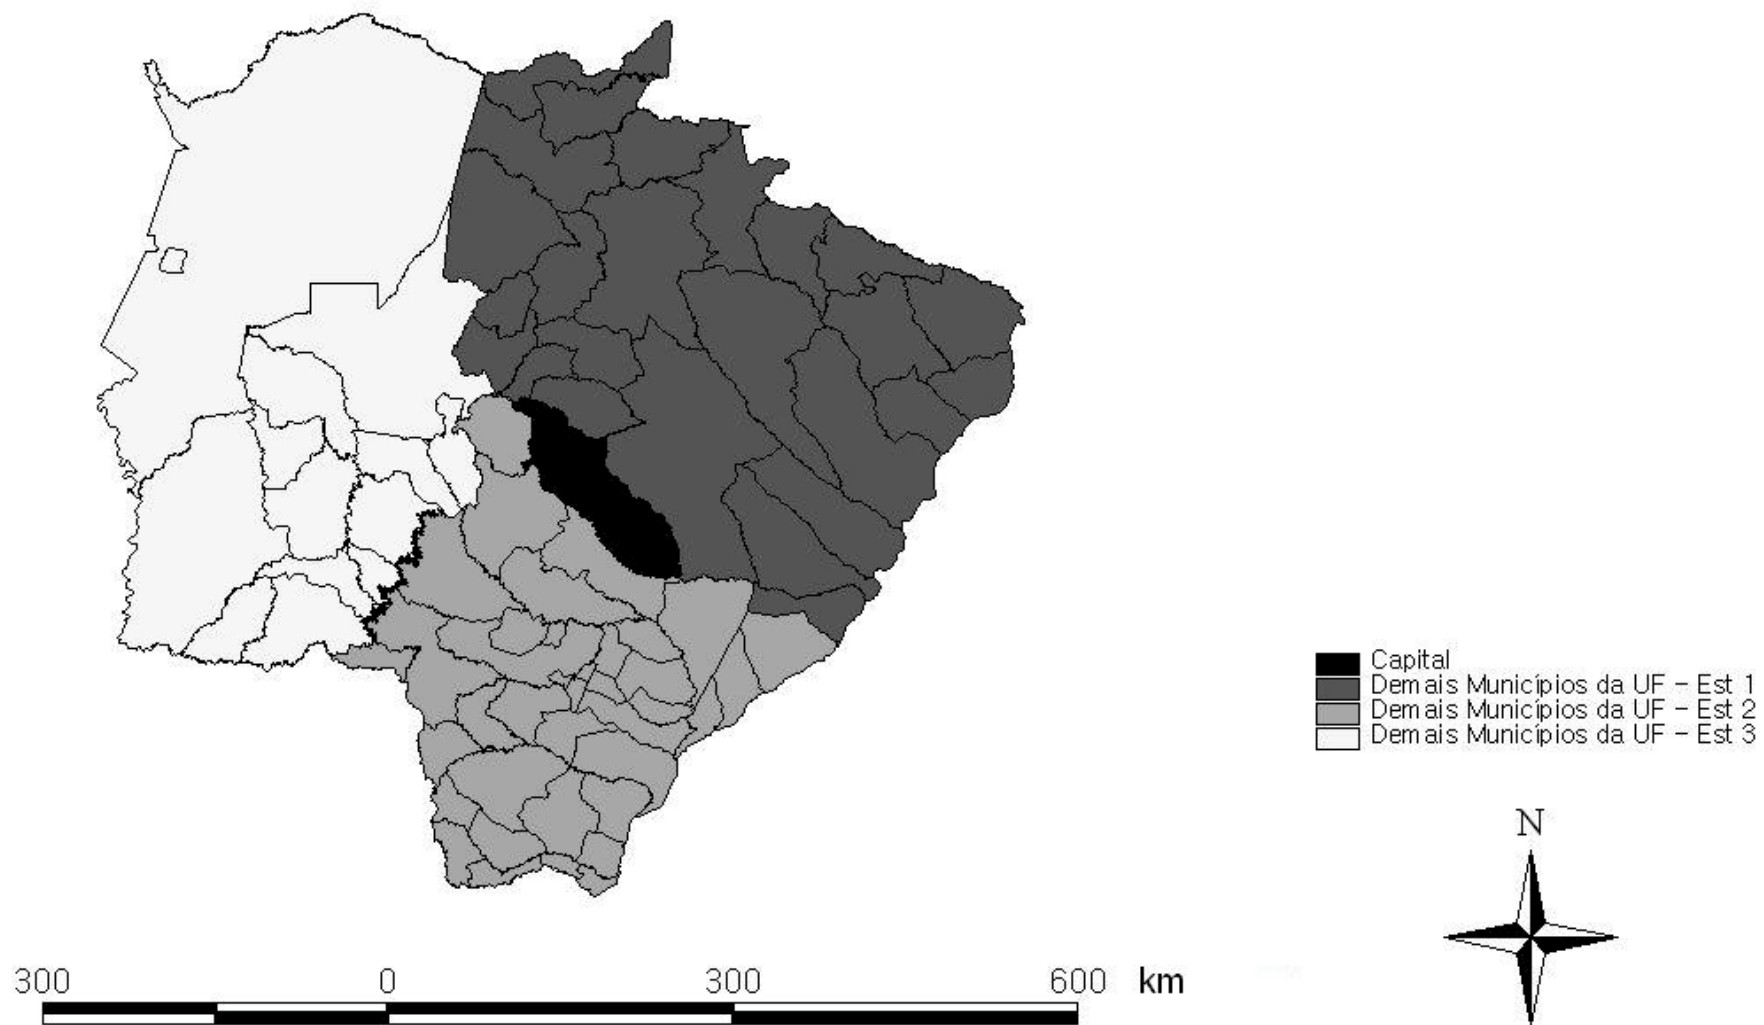 Capital
Demais Municípios da UF - Est 1
Demais Municípios da UF - Est 2
Demais Municípios da UF - Est 3
N
300 0 300 600 km